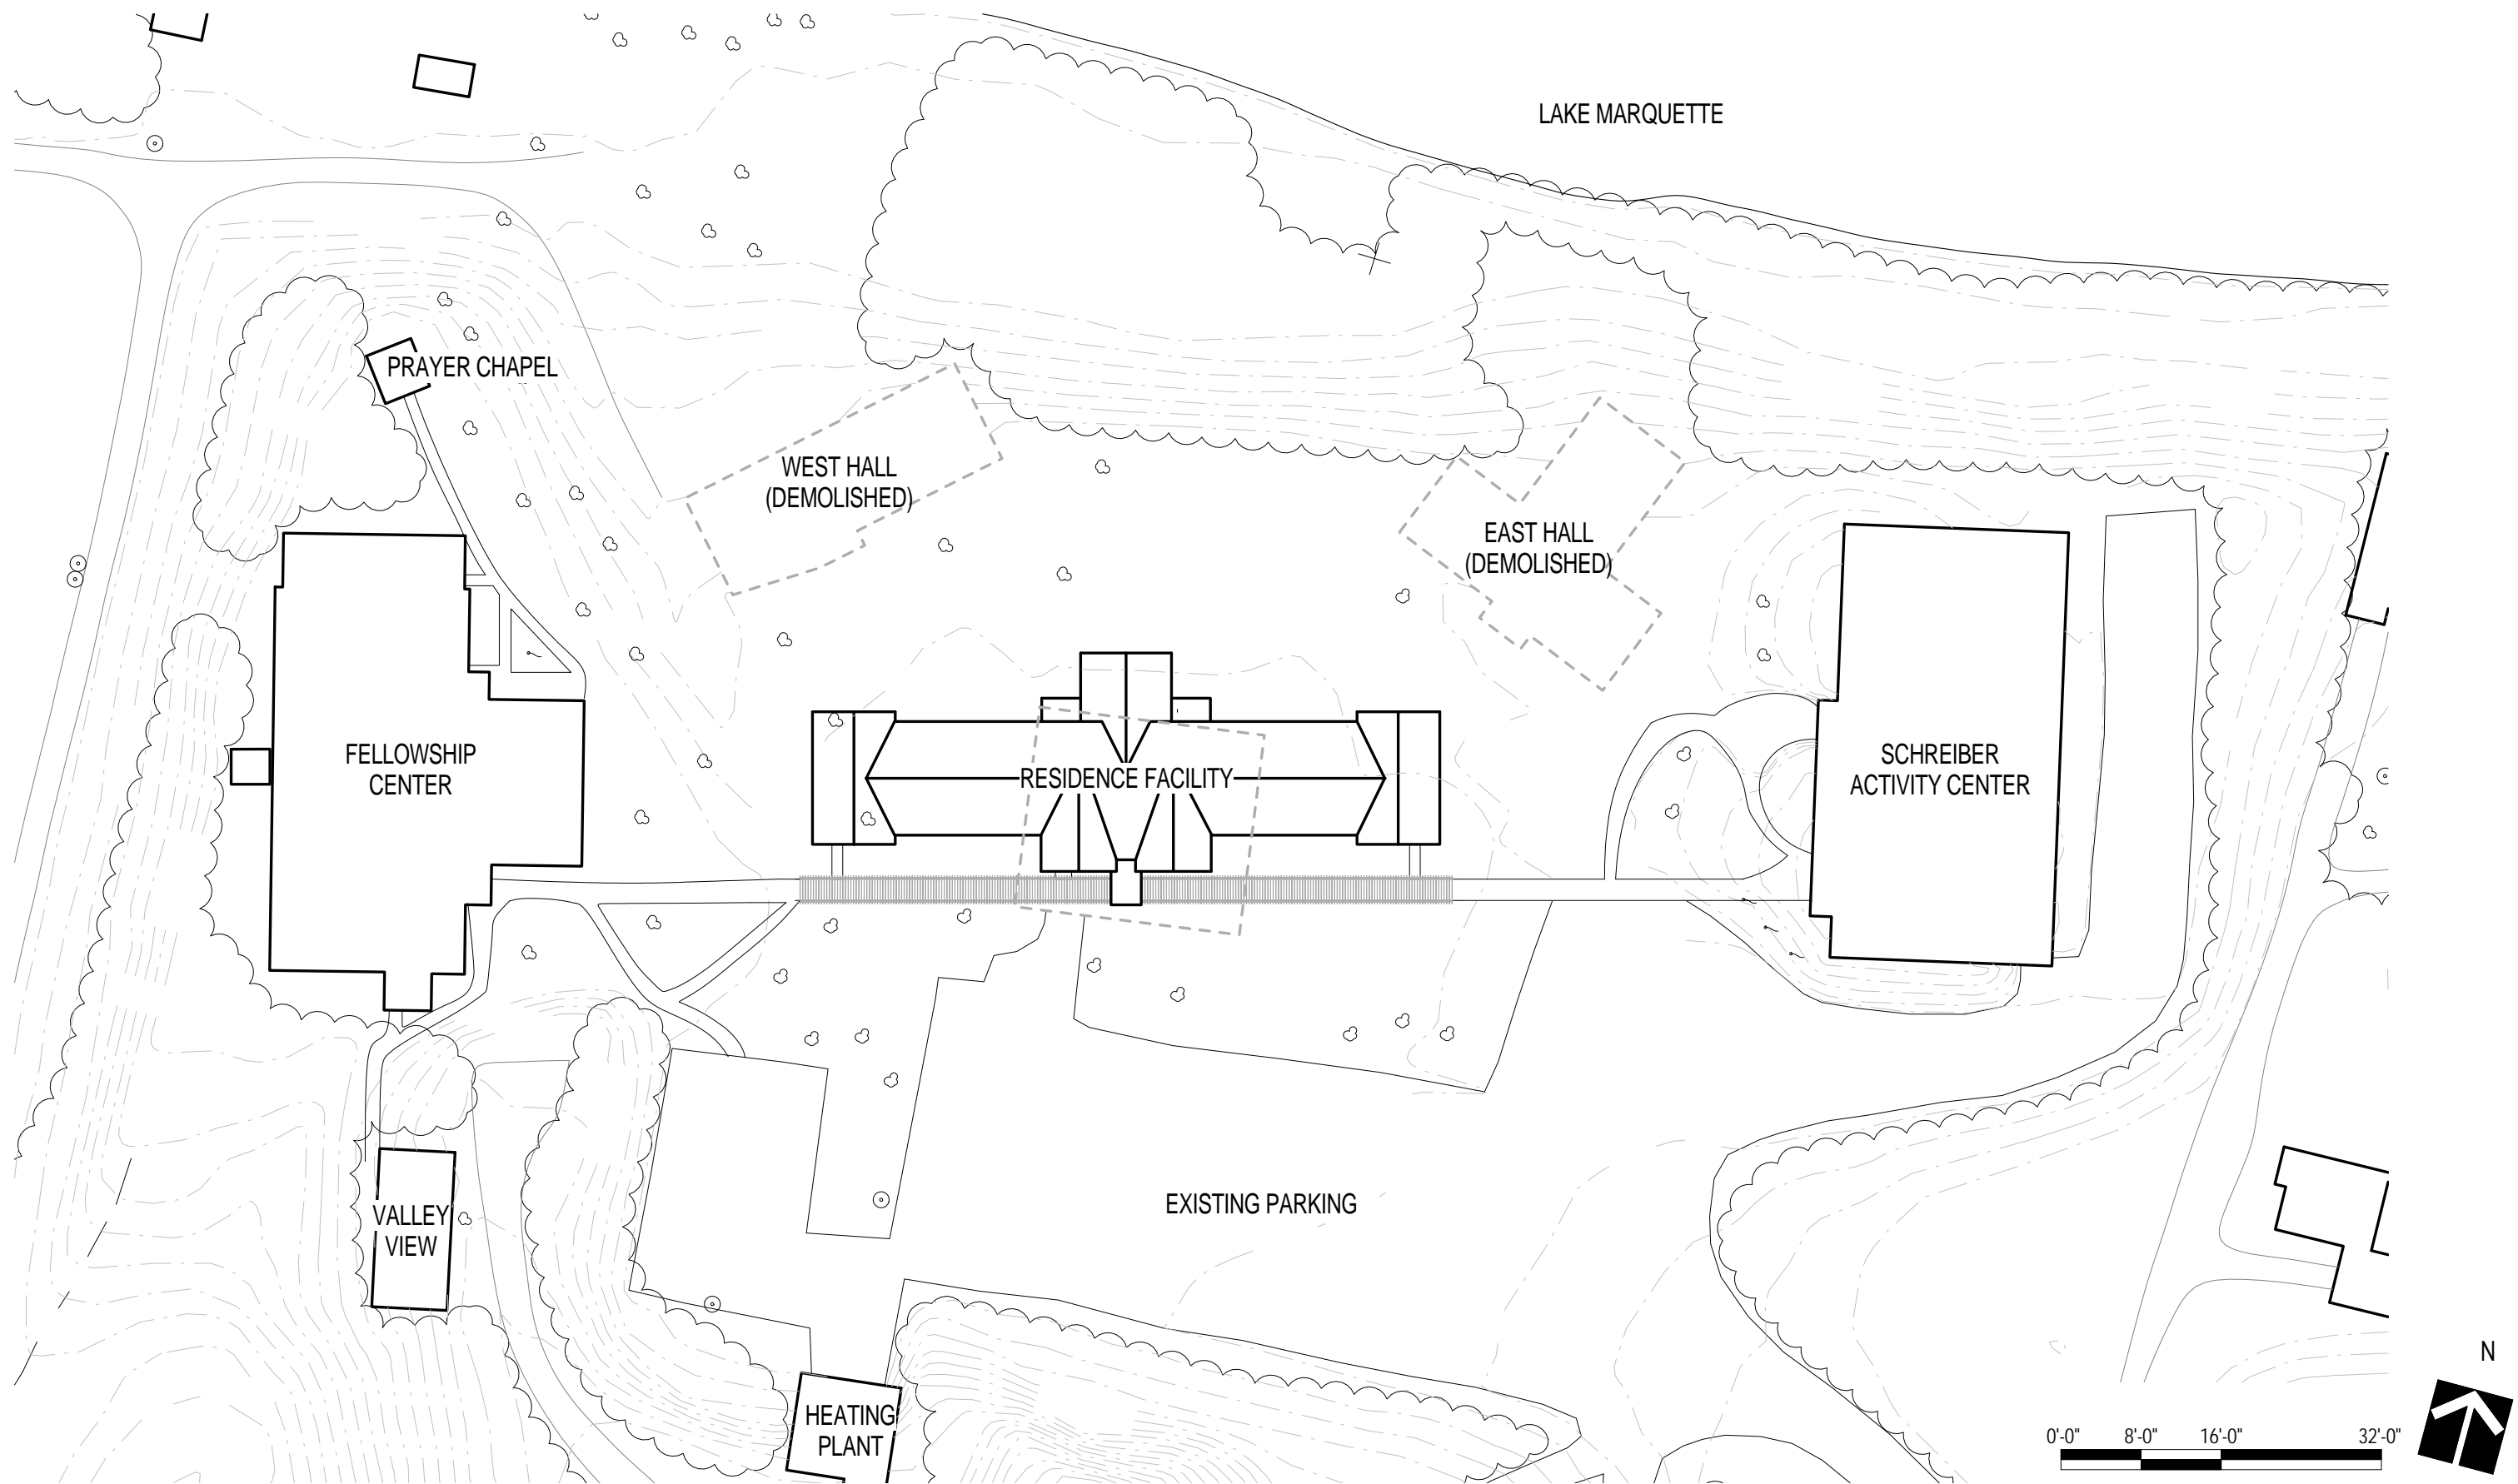 LAKE MARQUETTE
PRAYER CHAPEL
WEST HALL
(DEMOLISHED)
EAST HALL
(DEMOLISHED)
FELLOWSHIP
CENTER
RESIDENCE FACILITY
SCHREIBER
ACTIVITY CENTER
VALLEY
VIEW
EXISTING PARKING
HEATING
PLANT
N
0'-0" 8'-0" 16'-0" 32'-0"